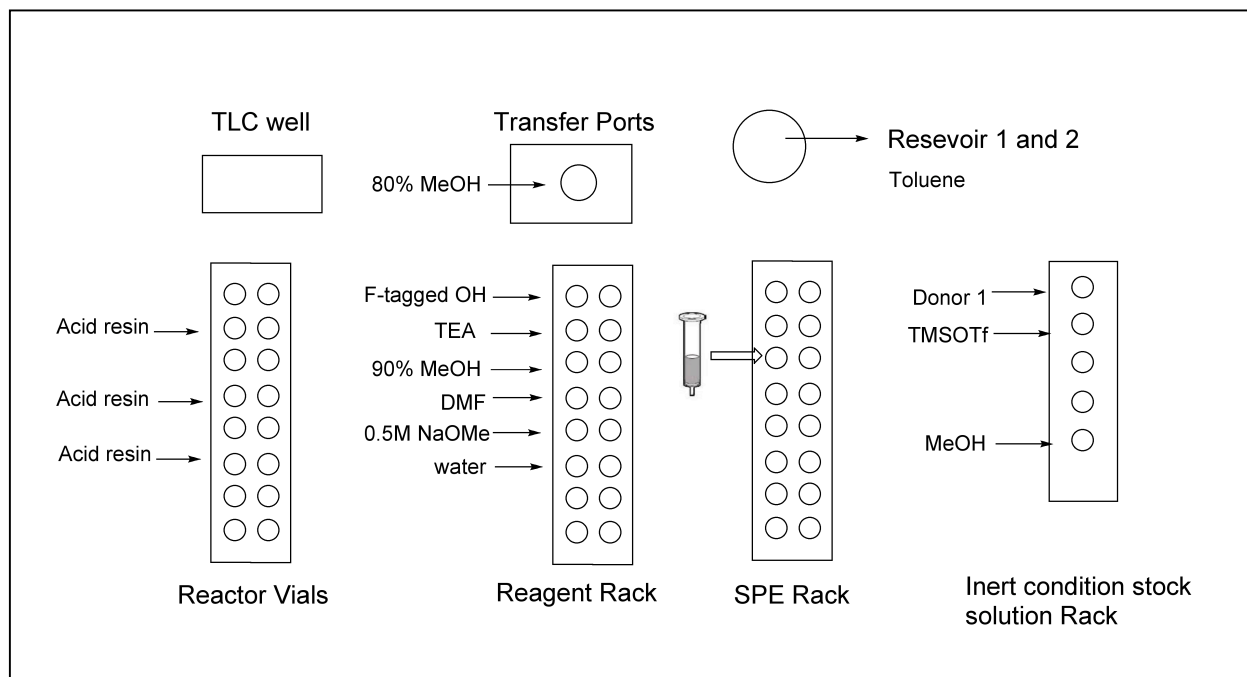 TLC well
Transfer Ports
80% MeOH
Resevoir 1 and 2
Toluene
Acid resin
Acid resin
Acid resin
Reactor Vials
F-tagged OH
TEA
90% MeOH
DMF
0.5M NaOMe
water
Reagent Rack
SPE Rack
Donor 1
TMSOTf
MeOH
Inert condition stock
solution Rack